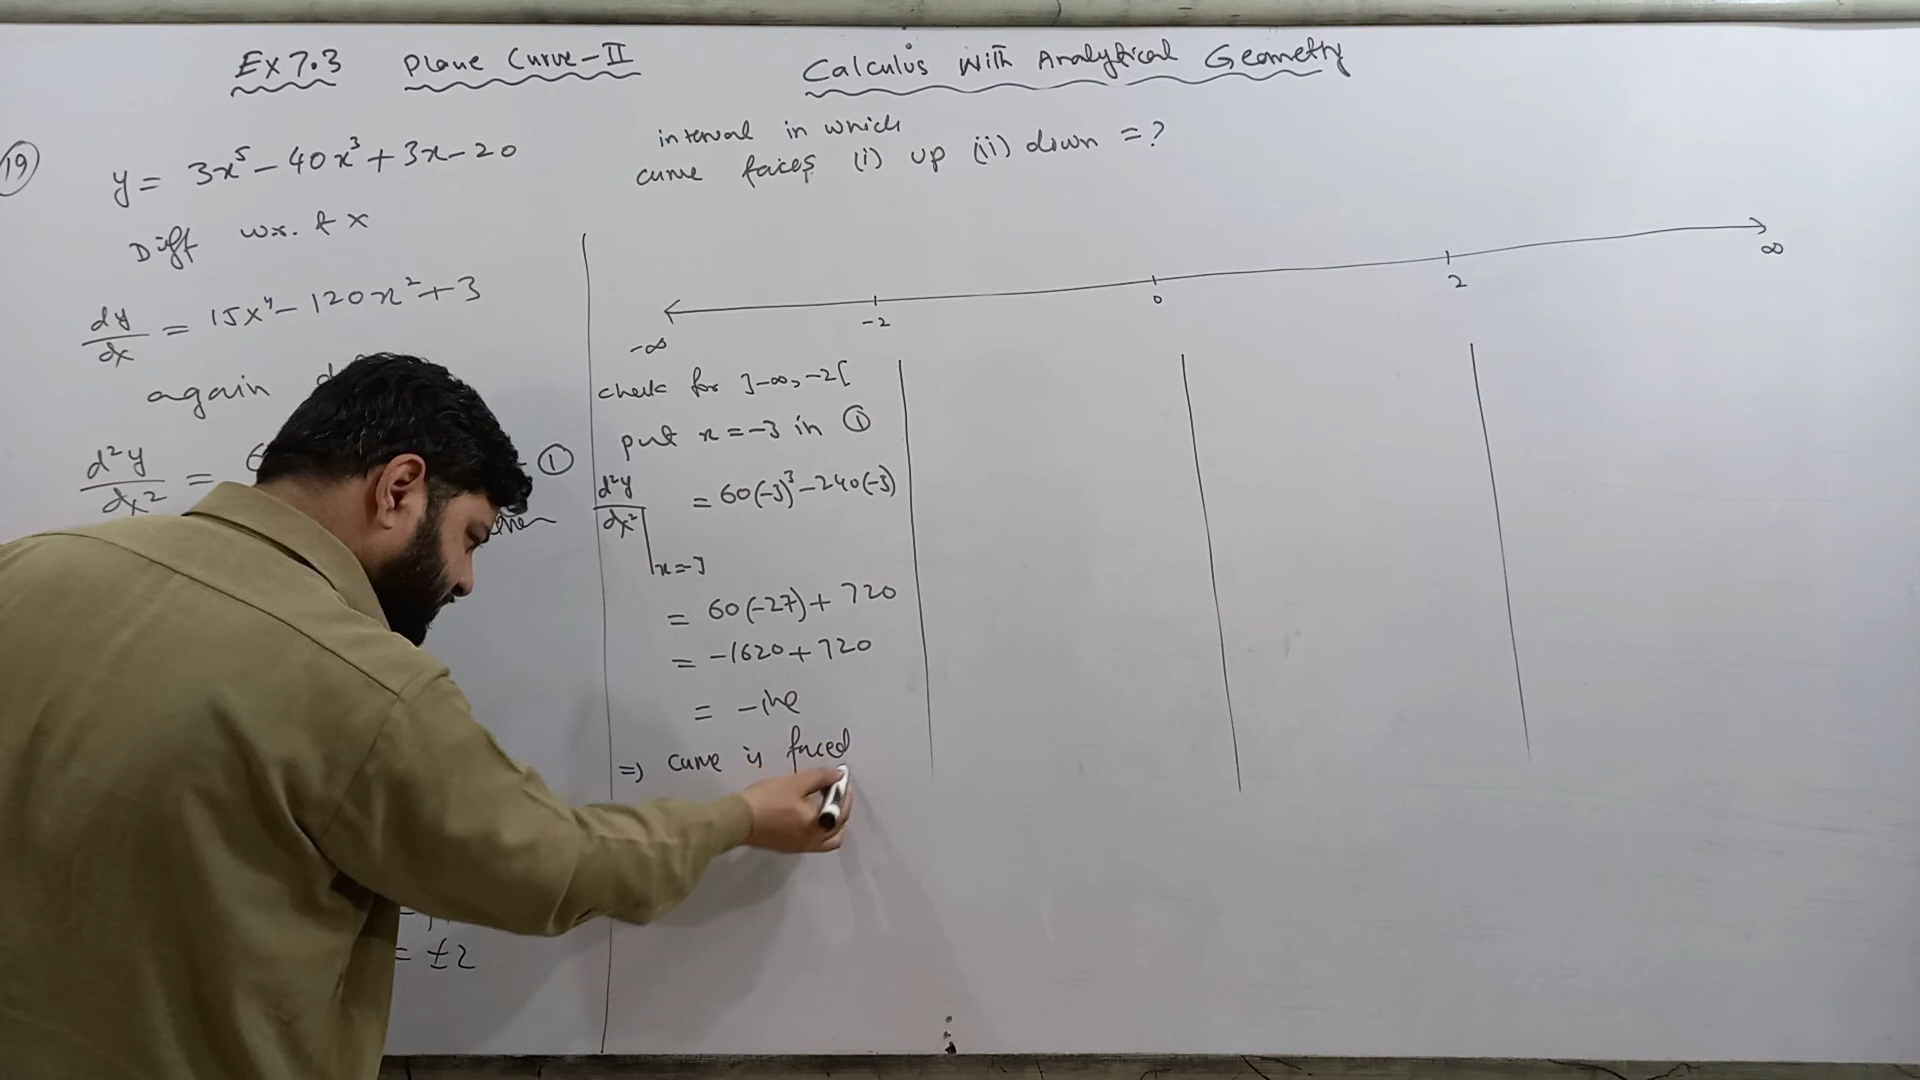 Ex 7.3 Plane Curve-II Calculus With Analytical Geometry
19
y = 3x⁵ - 40x³ + 3x - 20
interval in which
curve faces (i) up (ii) down = ?
Diff w.r.t x
dy/dx = 15x⁴ - 120x² + 3
again
d²y/dx² = 6 ①
= ±2
-∞ -2 0 2 ∞
check for ]-∞, -2[
put x = -3 in ①
d²y/dx² | x=-3 = 60(-3)³ - 240(-3)
= 60(-27) + 720
= -1620 + 720
= -ive
⇒ curve is faced